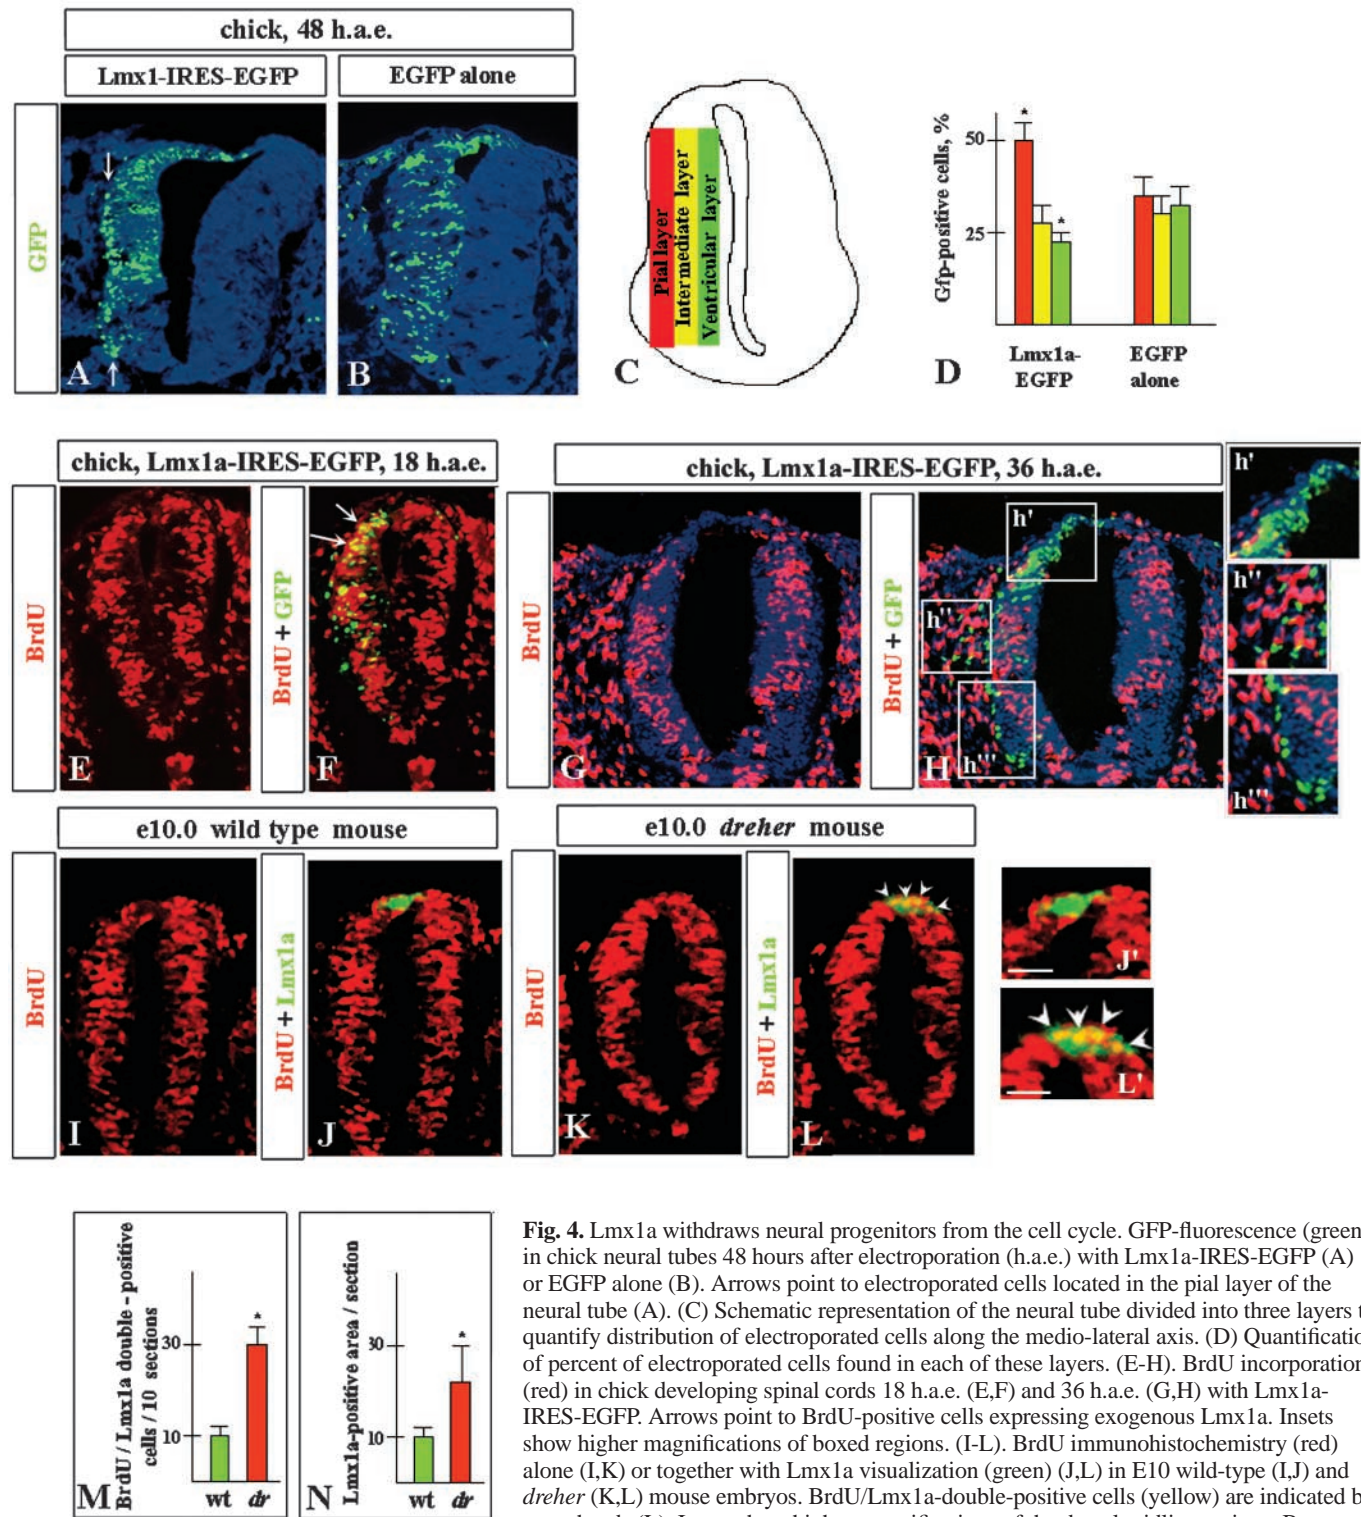 chick, 48 h.a.e.
Lmx1-IRES-EGFP
EGFP alone
GFP
A
B
Pial layer
Intermediate layer
Ventricular layer
C
Gfp-positive cells, %
50
25
*
*
Lmx1a-EGFP
EGFP alone
D
chick, Lmx1a-IRES-EGFP, 18 h.a.e.
chick, Lmx1a-IRES-EGFP, 36 h.a.e.
BrdU
E
BrdU + GFP
F
BrdU
G
BrdU + GFP
h'
h''
h'''
H
h'
h''
h'''
e10.0 wild type mouse
e10.0 dreher mouse
BrdU
I
BrdU + Lmx1a
J
BrdU
K
BrdU + Lmx1a
L
J'
L'
BrdU / Lmx1a double - positive
cells / 10 sections
30
10
*
wt dr
M
Lmx1a-positive area / section
30
10
*
wt dr
N
Fig. 4. Lmx1a withdraws neural progenitors from the cell cycle. GFP-fluorescence (green
in chick neural tubes 48 hours after electroporation (h.a.e.) with Lmx1a-IRES-EGFP (A)
or EGFP alone (B). Arrows point to electroporated cells located in the pial layer of the
neural tube (A). (C) Schematic representation of the neural tube divided into three layers t
quantify distribution of electroporated cells along the medio-lateral axis. (D) Quantificatio
of percent of electroporated cells found in each of these layers. (E-H). BrdU incorporation
(red) in chick developing spinal cords 18 h.a.e. (E,F) and 36 h.a.e. (G,H) with Lmx1a-
IRES-EGFP. Arrows point to BrdU-positive cells expressing exogenous Lmx1a. Insets
show higher magnifications of boxed regions. (I-L). BrdU immunohistochemistry (red)
alone (I,K) or together with Lmx1a visualization (green) (J,L) in E10 wild-type (I,J) and
dreher (K,L) mouse embryos. BrdU/Lmx1a-double-positive cells (yellow) are indicated b